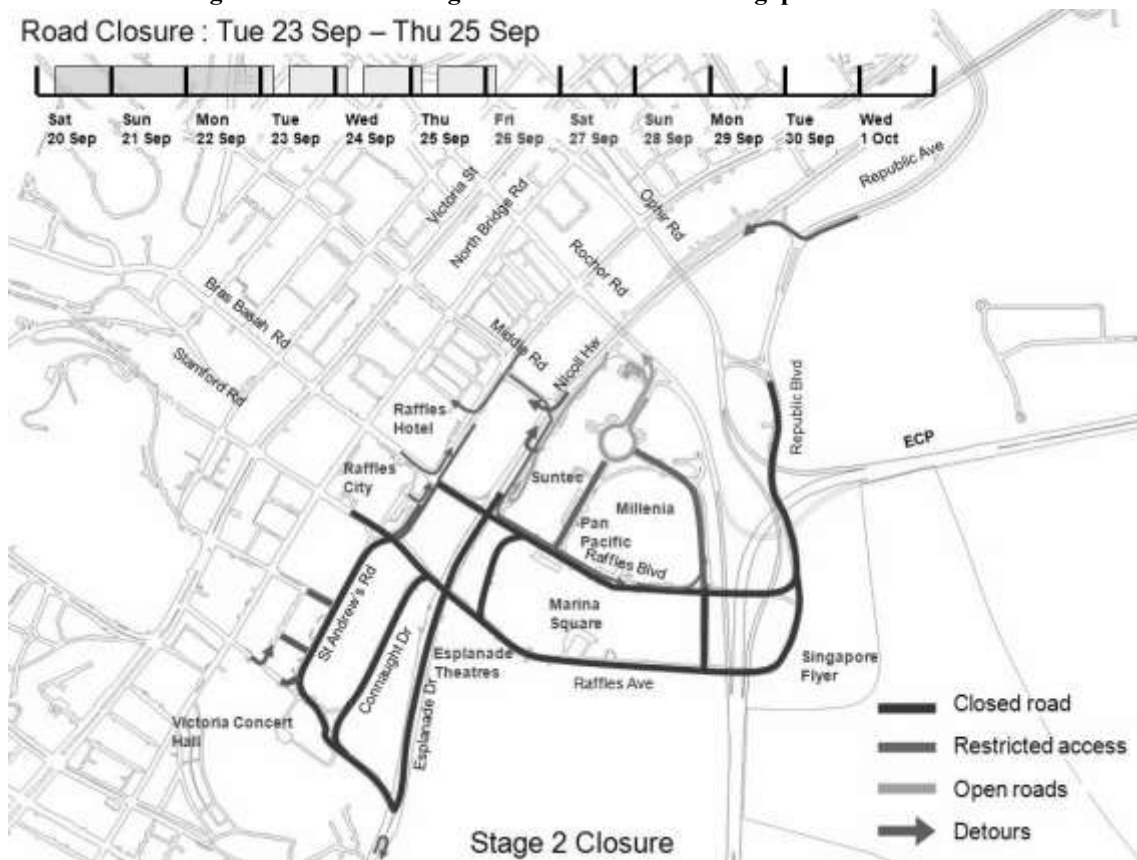 Road Closure : Tue 23 Sep – Thu 25 Sep
Sat
20 Sep
Sun
21 Sep
Mon
22 Sep
Tue
23 Sep
Wed
24 Sep
Thu
25 Sep
Fri
26 Sep
Sat
27 Sep
Sun
28 Sep
Mon
29 Sep
Tue
30 Sep
Wed
1 Oct
Republic Ave
Victoria St
North Bridge Rd
Ophir Rd
Rochor Rd
Bras Basah Rd
Stamford Rd
Middle Rd
Nicoll Hw
Republic Blvd
ECP
Raffles
Hotel
Raffles
City
Suntec
Millenia
Pan
Pacific
Raffles Blvd
Marina
Square
St Andrew's Rd
Connaught Dr
Esplanade Dr
Esplanade
Theatres
Raffles Ave
Singapore
Flyer
Victoria Concert
Hall
Closed road
Restricted access
Open roads
Detours
Stage 2 Closure